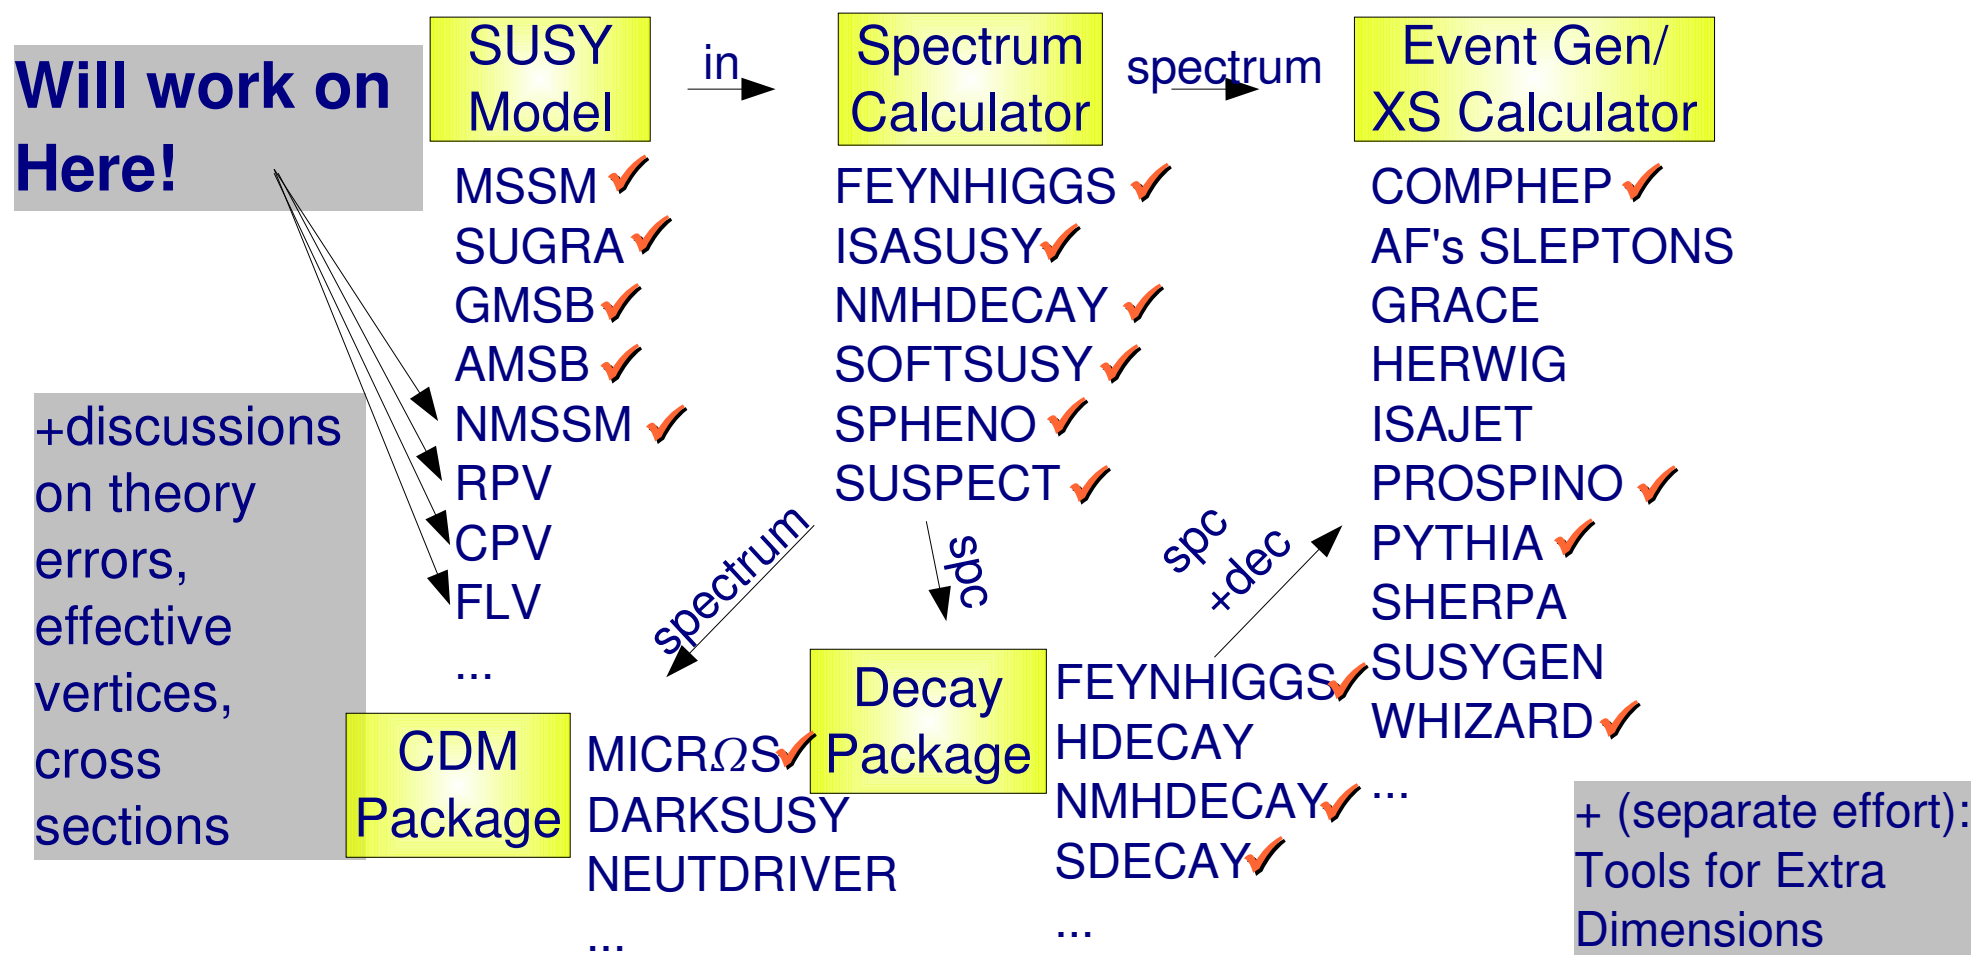 Will work on
Here!
SUSY
Model
in
Spectrum
Calculator
spectrum
Event Gen/
XS Calculator
MSSM
SUGRA
GMSB
AMSB
NMSSM
RPV
CPV
FLV
...
FEYNHIGGS
ISASUSY
NMHDECAY
SOFTSUSY
SPHENO
SUSPECT
COMPHEP
AF's SLEPTONS
GRACE
HERWIG
ISAJET
PROSPINO
PYTHIA
SHERPA
SUSYGEN
WHIZARD
...
+discussions
on theory
errors,
effective
vertices,
cross
sections
spectrum
spc
spc
+dec
CDM
Package
MICRΩS
DARKSUSY
NEUTDRIVER
...
Decay
Package
FEYNHIGGS
HDECAY
NMHDECAY
SDECAY
...
+ (separate effort):
Tools for Extra
Dimensions